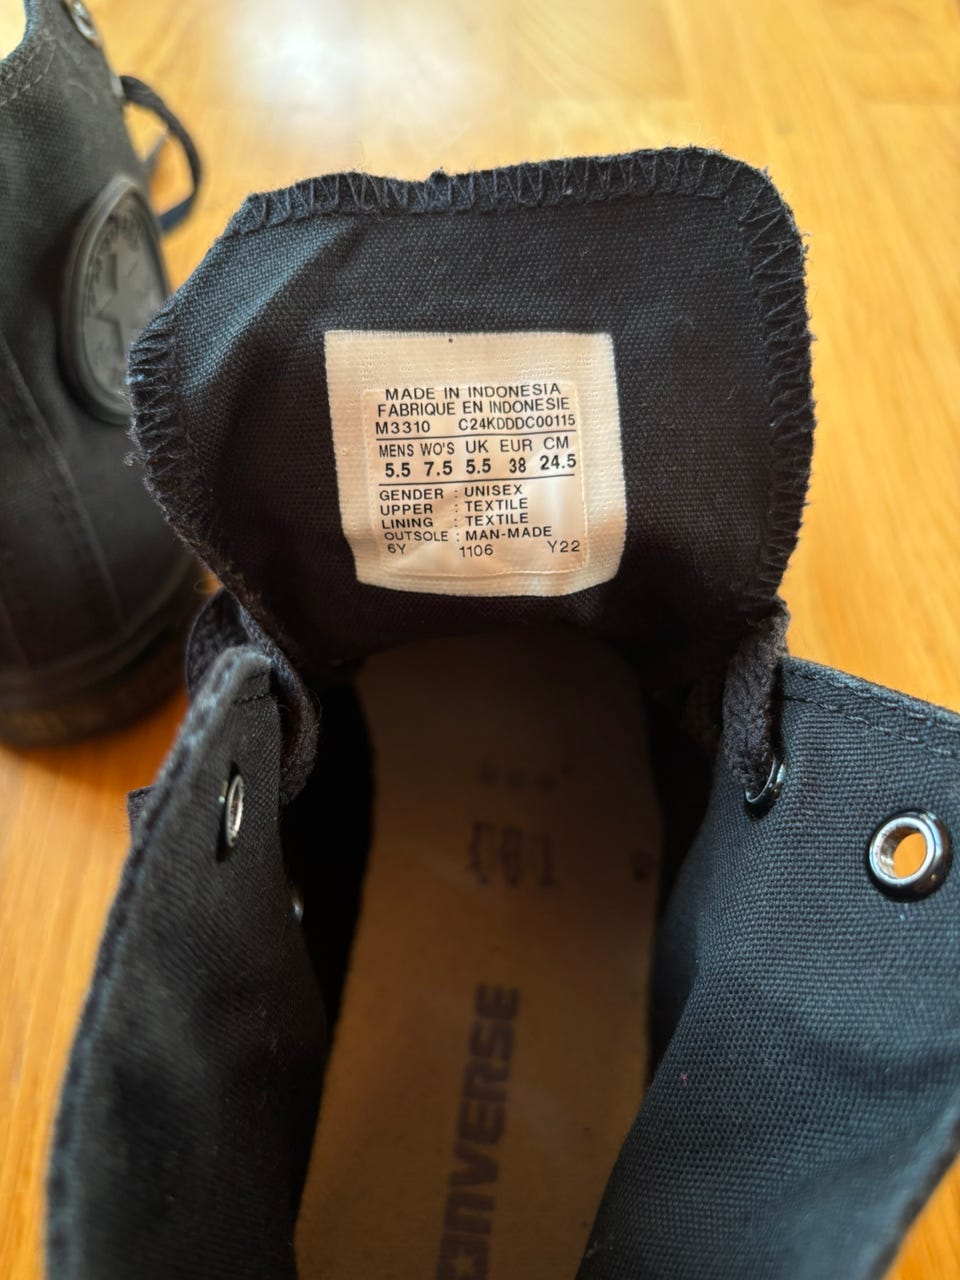 MADE IN INDONESIA
FABRIQUE EN INDONESIE
M3310 C24KDDDC00115
MENS WO'S UK EUR CM
5.5 7.5 5.5 38 24.5
GENDER : UNISEX
UPPER : TEXTILE
LINING : TEXTILE
OUTSOLE : MAN-MADE
6Y 1106 Y22
CONVERSE